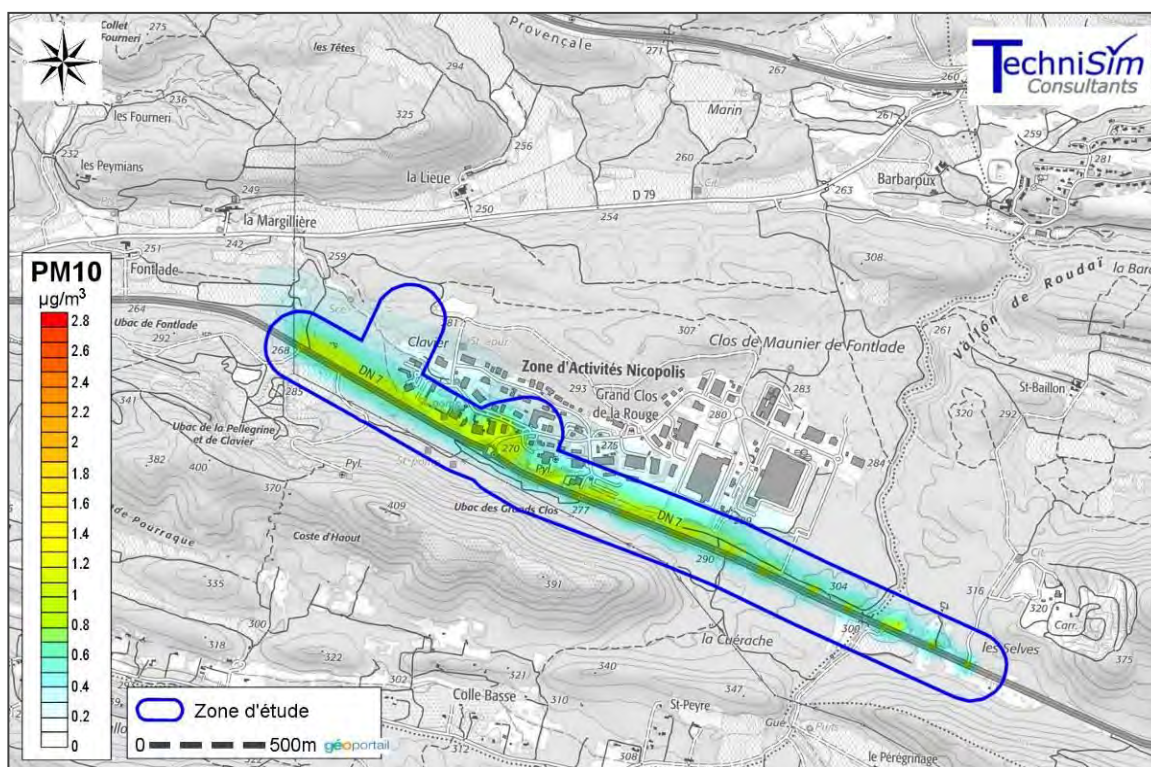 Collet
Fourneri
275
les Têtes
Provençale
271
267
260
TechniSim
Consultants
294
236
les Fourneri
325
Marin
261
259
281
232
les Peymians
256
260
la Lieue
Barbaroux
249
263
la Margillière
250
D 79
254
242
251
Fontlade
259
308
Vallon de Roudaï
la Bar
PM10
µg/m³
2.8
2.6
2.4
2.2
2
1.8
1.6
1.4
1.2
1
0.8
0.6
0.4
0.2
0
264
Ubac de Fontlade
292
268
285
341
Ubac de la Pellegrine
et de Clavier
382
400
Pyl.
370
409
Coste d'Haout
DN 7
Clavier
281
307
Clos de Maunier de Fontlade
261
Zone d'Activités Nicopolis
293
Grand Clos
de la Rouge
280
283
St-Baillon
320
292
275
284
270
Pyl.
277
Ubac des Grands Clos
DN 7
290
304
391
316
320
Carr.
les Selves
375
335
300
318
322
302
la Cuérache
340
Colle Basse
321
310
347
St-Peyre
312
308
Gué
Puits
le Pérégrinage
Zone d'étude
0
500m
géoportail